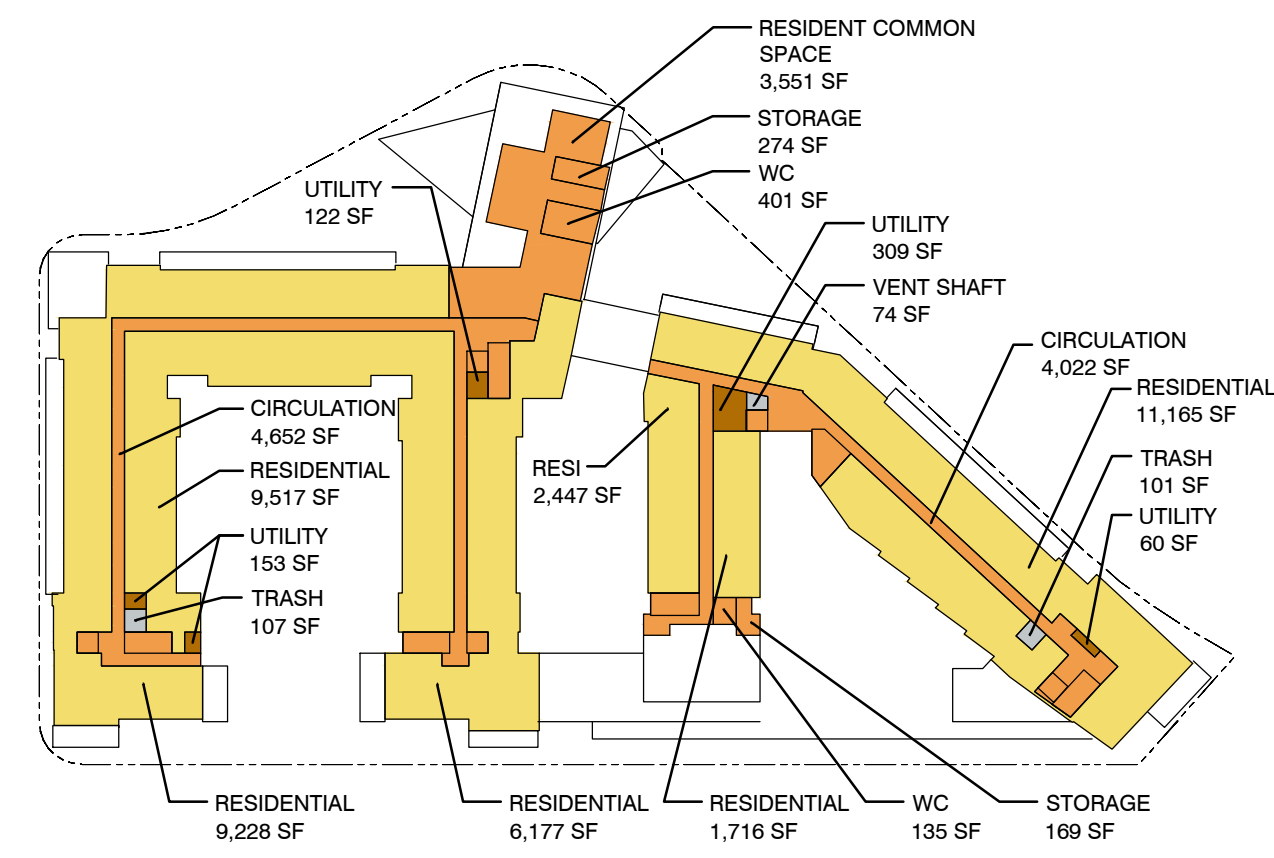 RESIDENT COMMON
SPACE
3,551 SF
STORAGE
274 SF
WC
401 SF
UTILITY
122 SF
UTILITY
309 SF
VENT SHAFT
74 SF
CIRCULATION
4,022 SF
RESIDENTIAL
11,165 SF
CIRCULATION
4,652 SF
RESIDENTIAL
9,517 SF
RESI
2,447 SF
TRASH
101 SF
UTILITY
60 SF
UTILITY
153 SF
TRASH
107 SF
RESIDENTIAL
9,228 SF
RESIDENTIAL
6,177 SF
RESIDENTIAL
1,716 SF
WC
135 SF
STORAGE
169 SF